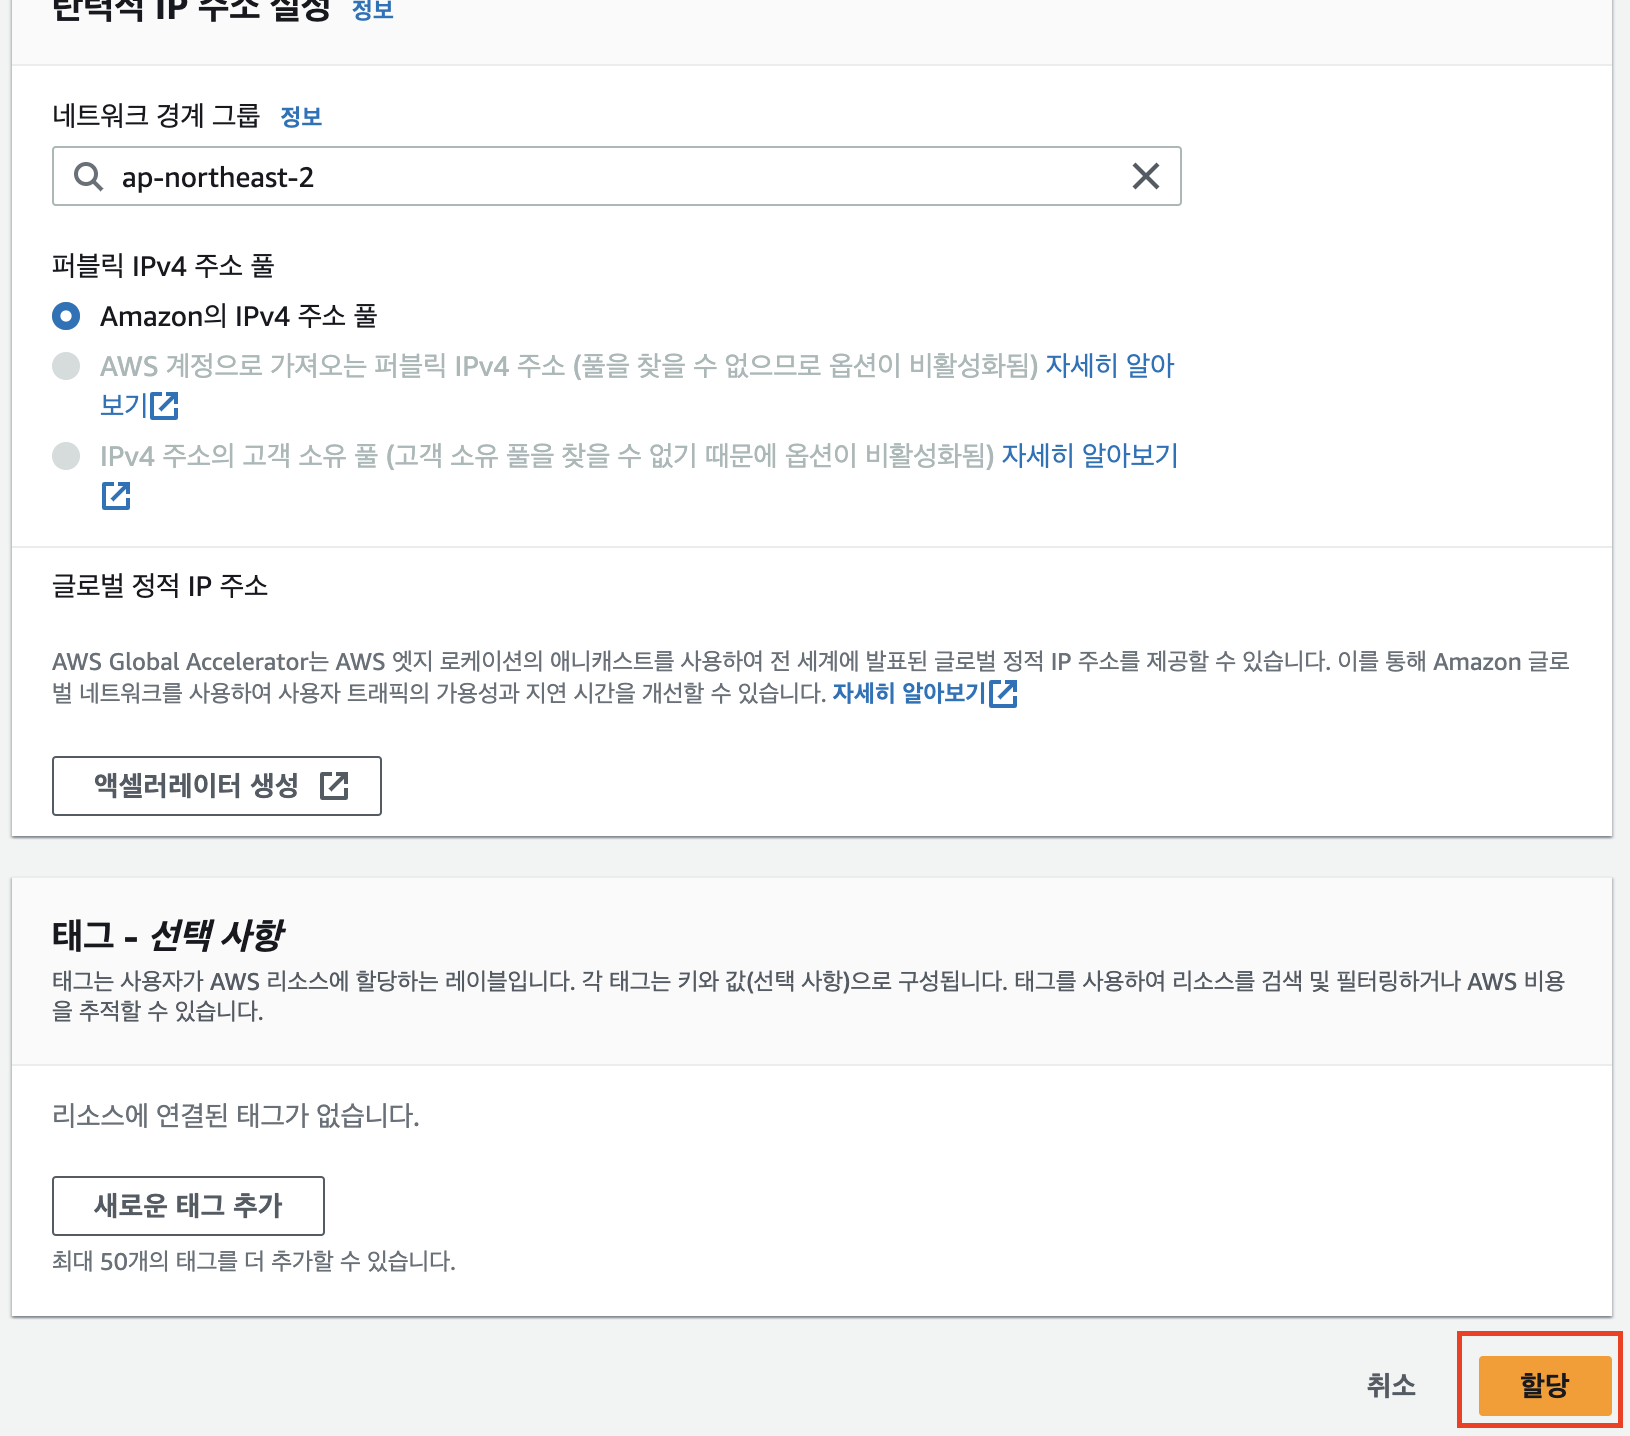 탄력적 IP 주소 설정 정보
네트워크 경계 그룹 정보
ap-northeast-2
퍼블릭 IPv4 주소 풀
Amazon의 IPv4 주소 풀
AWS 계정으로 가져오는 퍼블릭 IPv4 주소 (풀을 찾을 수 없으므로 옵션이 비활성화됨) 자세히 알아
보기
IPv4 주소의 고객 소유 풀 (고객 소유 풀을 찾을 수 없기 때문에 옵션이 비활성화됨) 자세히 알아보기
글로벌 정적 IP 주소
AWS Global Accelerator는 AWS 엣지 로케이션의 애니캐스트를 사용하여 전 세계에 발표된 글로벌 정적 IP 주소를 제공할 수 있습니다. 이를 통해 Amazon 글로
벌 네트워크를 사용하여 사용자 트래픽의 가용성과 지연 시간을 개선할 수 있습니다. 자세히 알아보기
액셀러레이터 생성
태그 - 선택 사항
태그는 사용자가 AWS 리소스에 할당하는 레이블입니다. 각 태그는 키와 값(선택 사항)으로 구성됩니다. 태그를 사용하여 리소스를 검색 및 필터링하거나 AWS 비용
을 추적할 수 있습니다.
리소스에 연결된 태그가 없습니다.
새로운 태그 추가
최대 50개의 태그를 더 추가할 수 있습니다.
취소
할당